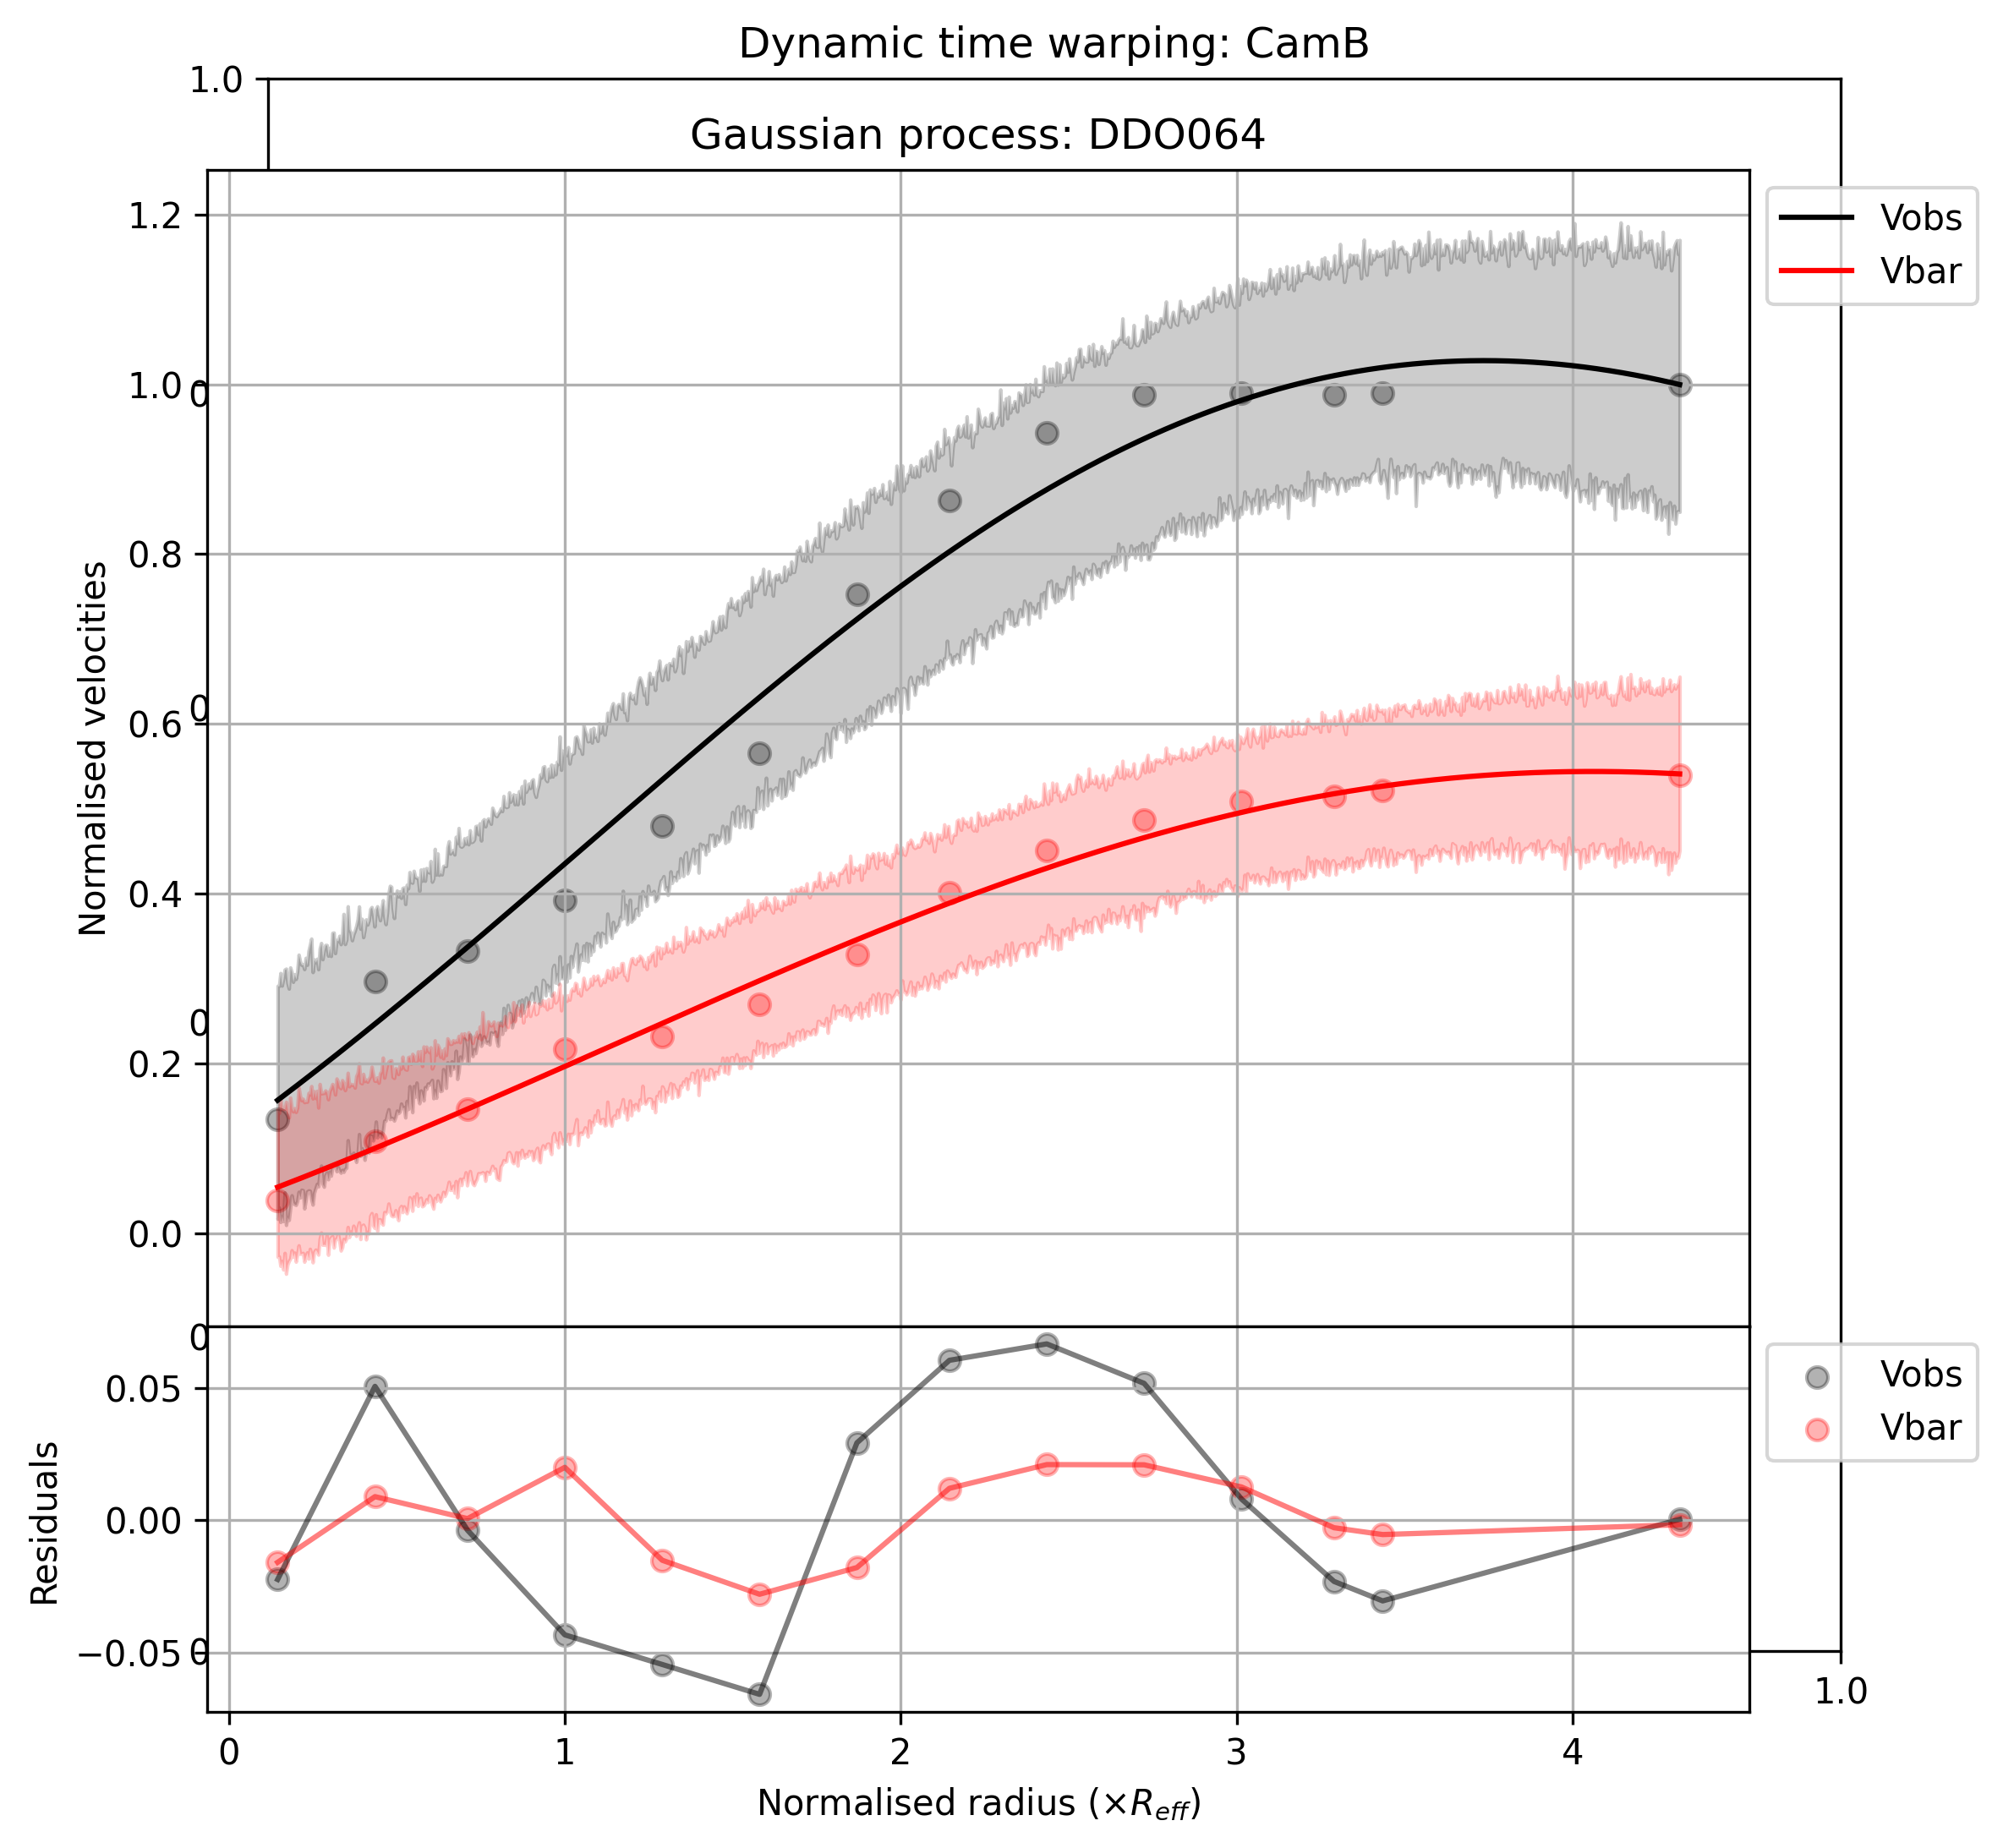 Dynamic time warping: CamB
1.0
Gaussian process: DDO064
1.2
1.0
0
0.8
0.6
0
0.4
0
0.2
0.0
0
Normalised velocities
Vobs
Vbar
0.05
0.00
−0.05
0
Residuals
Vobs
Vbar
1.0
0 1 2 3 4
Normalised radius (×R_eff)